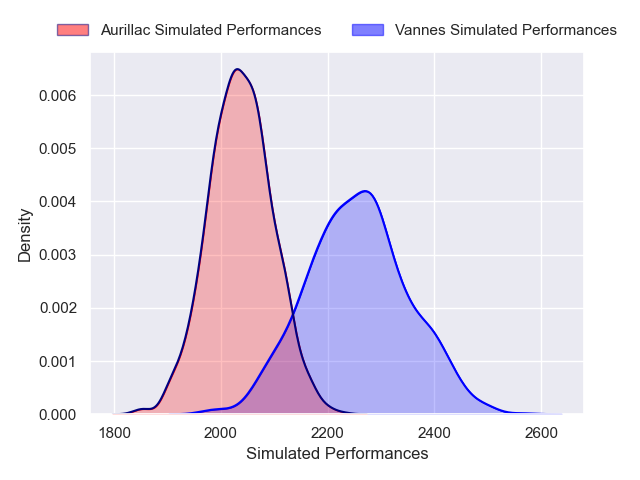 Aurillac Simulated Performances Vannes Simulated Performances
0.006
0.005
0.004
0.003
0.002
0.001
0.000
Density
1800 2000 2200 2400 2600
Simulated Performances